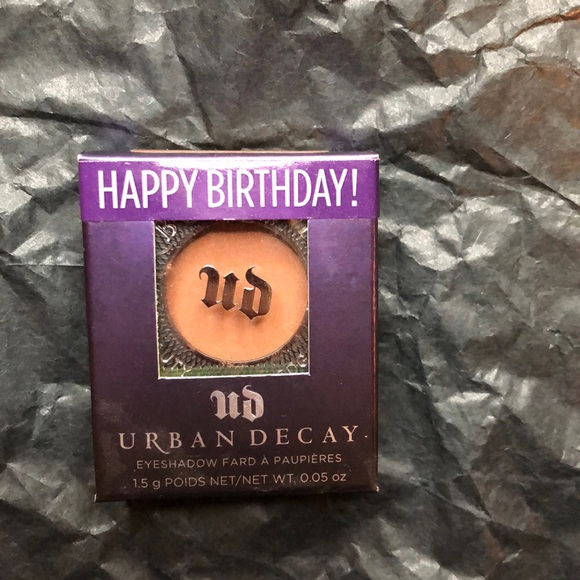 HAPPY BIRTHDAY!
ud
ud
URBAN DECAY
EYESHADOW FARD À PAUPIÈRES
1.5 g POIDS NET/NET WT. 0.05 oz